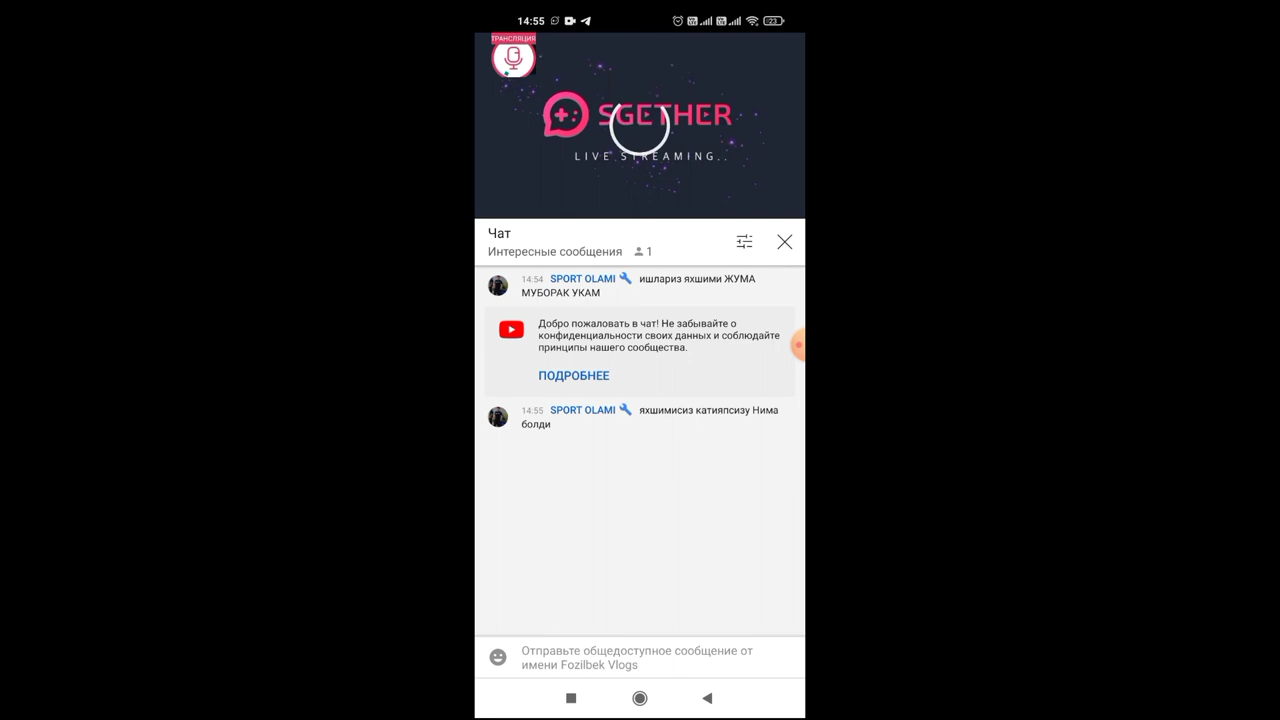 14:55
23
ТРАНСЛЯЦИЯ
SGETHER
LIVE STREAMING..
Чат
Интересные сообщения 1
14:54 SPORT OLAMI ишлариз яхшими ЖУМА
МУБОРАК УКАМ
Добро пожаловать в чат! Не забывайте о
конфиденциальности своих данных и соблюдайте
принципы нашего сообщества.
ПОДРОБНЕЕ
14:55 SPORT OLAMI яхшимисиз катияпсизу Нима
болди
Отправьте общедоступное сообщение от
имени Fozilbek Vlogs